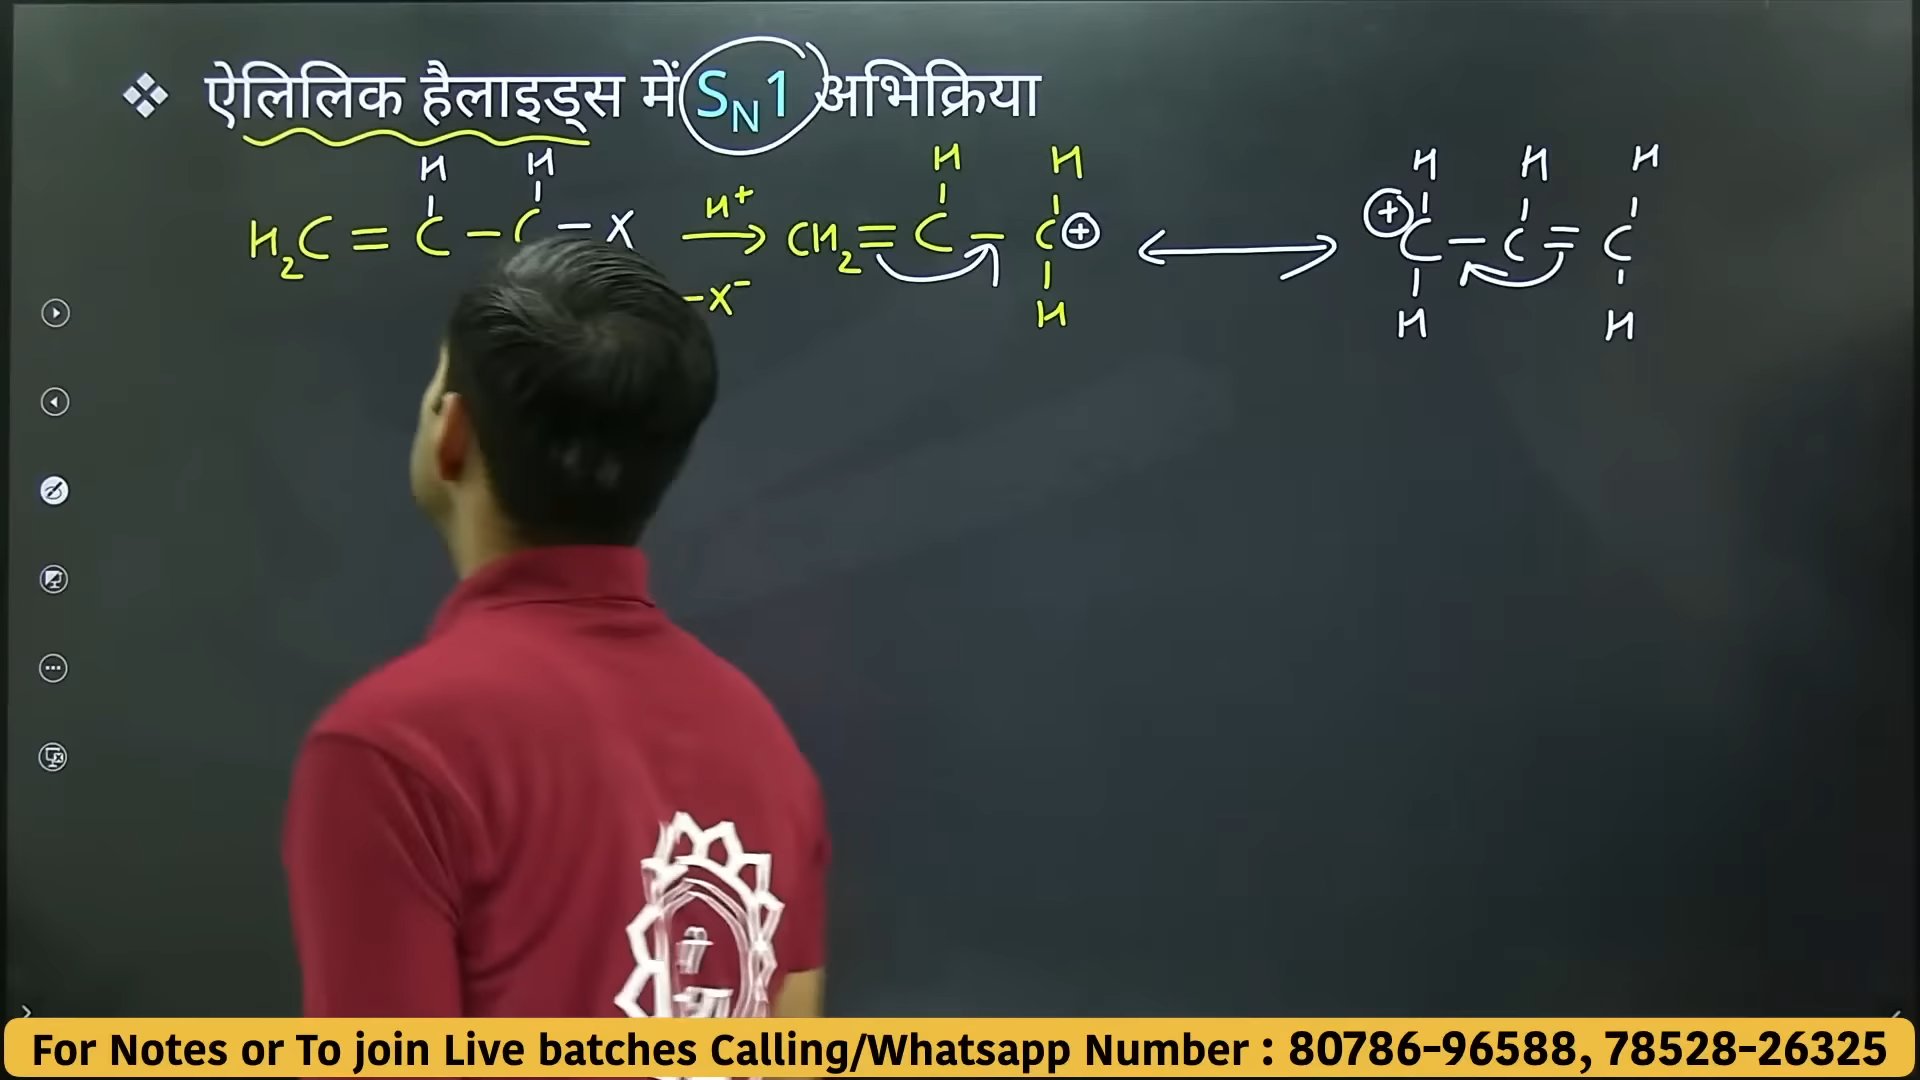 ❖ ऐलिलिक हैलाइड्स में S_N1 अभिक्रिया
H H H H H H H
H₂C = C - C - X H⁺ CH₂ = C - C ⊕ ⟷ ⊕ C - C = C
-X⁻ H H H
For Notes or To join Live batches Calling/Whatsapp Number : 80786-96588, 78528-26325